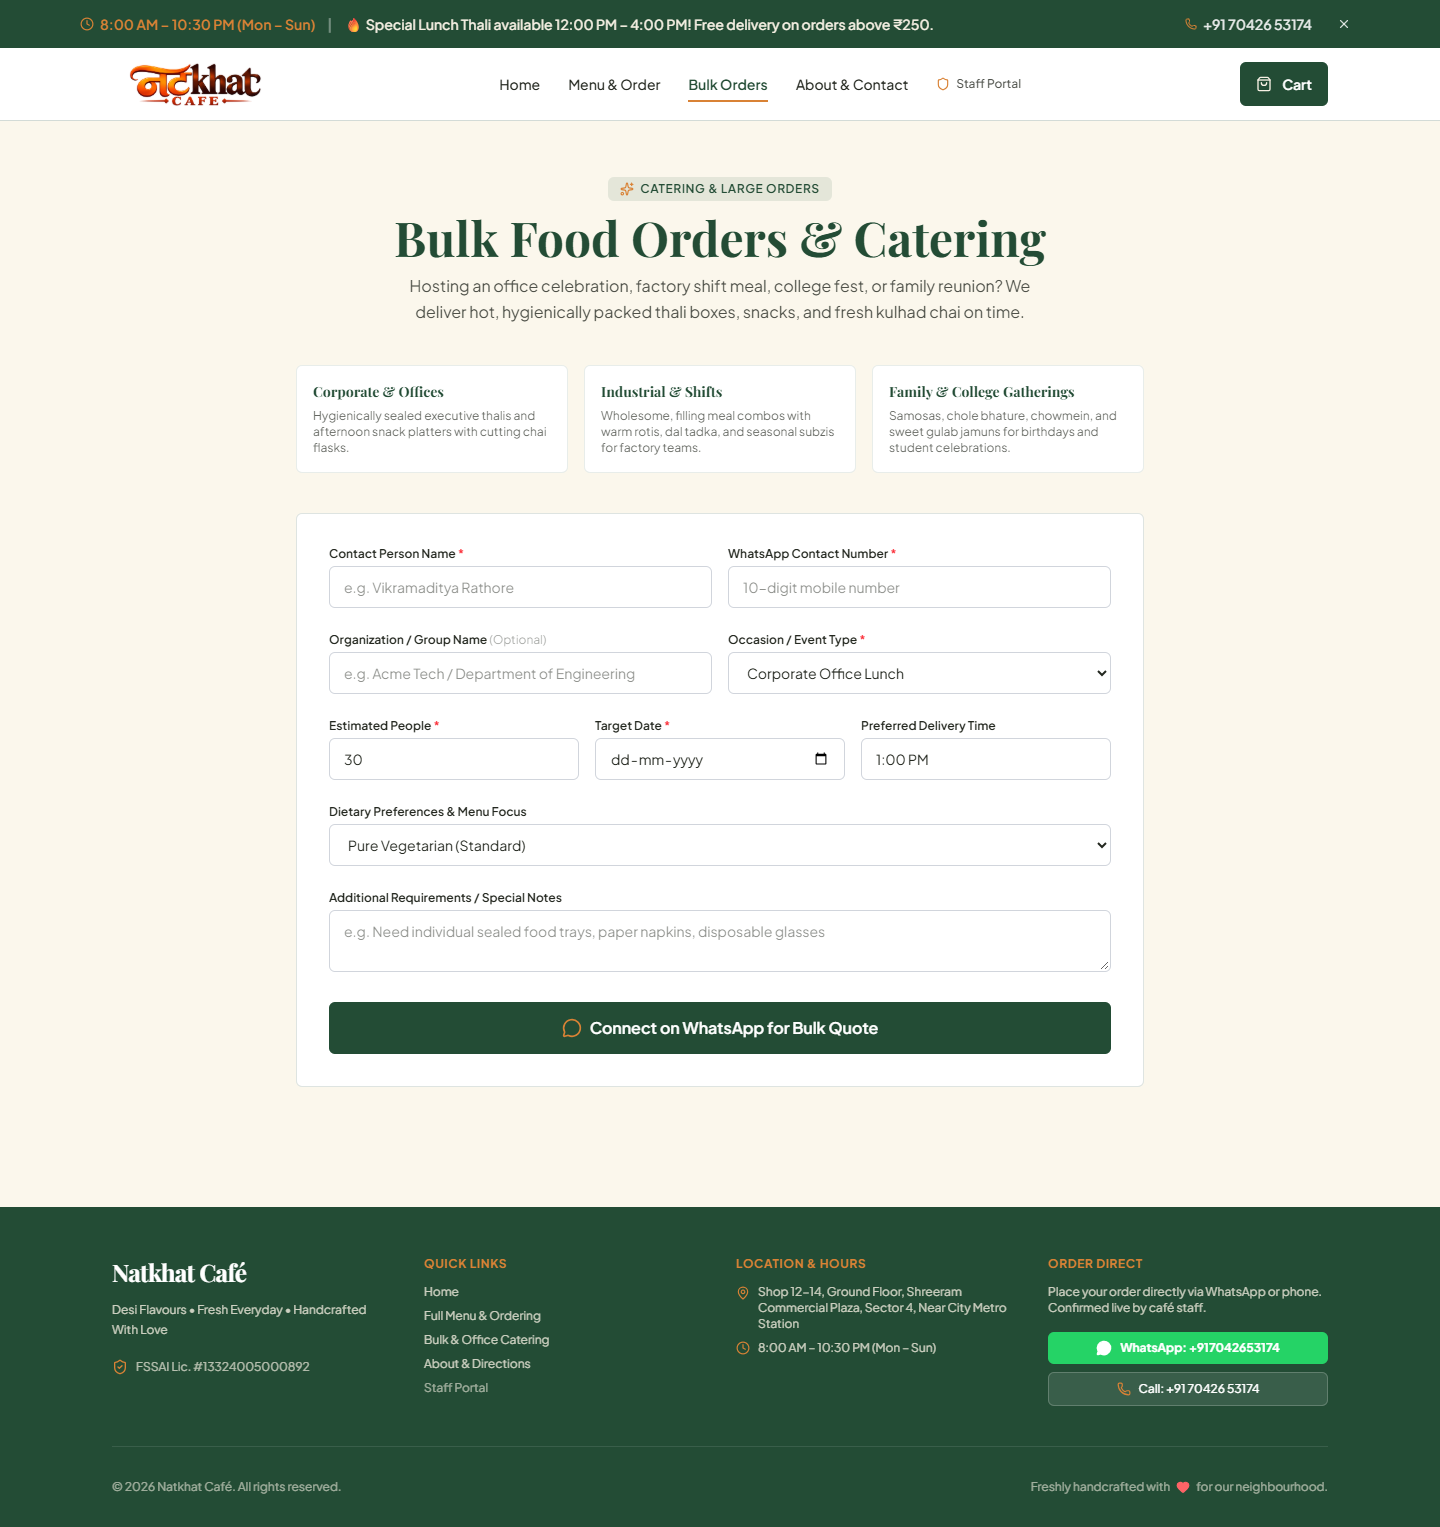 8:00 AM – 10:30 PM (Mon – Sun) | 🔥 Special Lunch Thali available 12:00 PM – 4:00 PM! Free delivery on orders above ₹250. +91 70426 53174 ×
नटkhat
CAFE
Home Menu & Order Bulk Orders About & Contact Staff Portal Cart
CATERING & LARGE ORDERS
Bulk Food Orders & Catering
Hosting an office celebration, factory shift meal, college fest, or family reunion? We
deliver hot, hygienically packed thali boxes, snacks, and fresh kulhad chai on time.
Corporate & Offices
Hygienically sealed executive thalis and
afternoon snack platters with cutting chai
flasks.
Industrial & Shifts
Wholesome, filling meal combos with
warm rotis, dal tadka, and seasonal subzis
for factory teams.
Family & College Gatherings
Samosas, chole bhature, chowmein, and
sweet gulab jamuns for birthdays and
student celebrations.
Contact Person Name *
e.g. Vikramaditya Rathore
WhatsApp Contact Number *
10-digit mobile number
Organization / Group Name (Optional)
e.g. Acme Tech / Department of Engineering
Occasion / Event Type *
Corporate Office Lunch
Estimated People *
30
Target Date *
dd-mm-yyyy
Preferred Delivery Time
1:00 PM
Dietary Preferences & Menu Focus
Pure Vegetarian (Standard)
Additional Requirements / Special Notes
e.g. Need individual sealed food trays, paper napkins, disposable glasses
Connect on WhatsApp for Bulk Quote
Natkhat Café
Desi Flavours • Fresh Everyday • Handcrafted
With Love
FSSAI Lic. #13324005000892
QUICK LINKS
Home
Full Menu & Ordering
Bulk & Office Catering
About & Directions
Staff Portal
LOCATION & HOURS
Shop 12-14, Ground Floor, Shreeram
Commercial Plaza, Sector 4, Near City Metro
Station
8:00 AM – 10:30 PM (Mon – Sun)
ORDER DIRECT
Place your order directly via WhatsApp or phone.
Confirmed live by café staff.
WhatsApp: +917042653174
Call: +91 70426 53174
© 2026 Natkhat Café. All rights reserved.
Freshly handcrafted with ♥ for our neighbourhood.